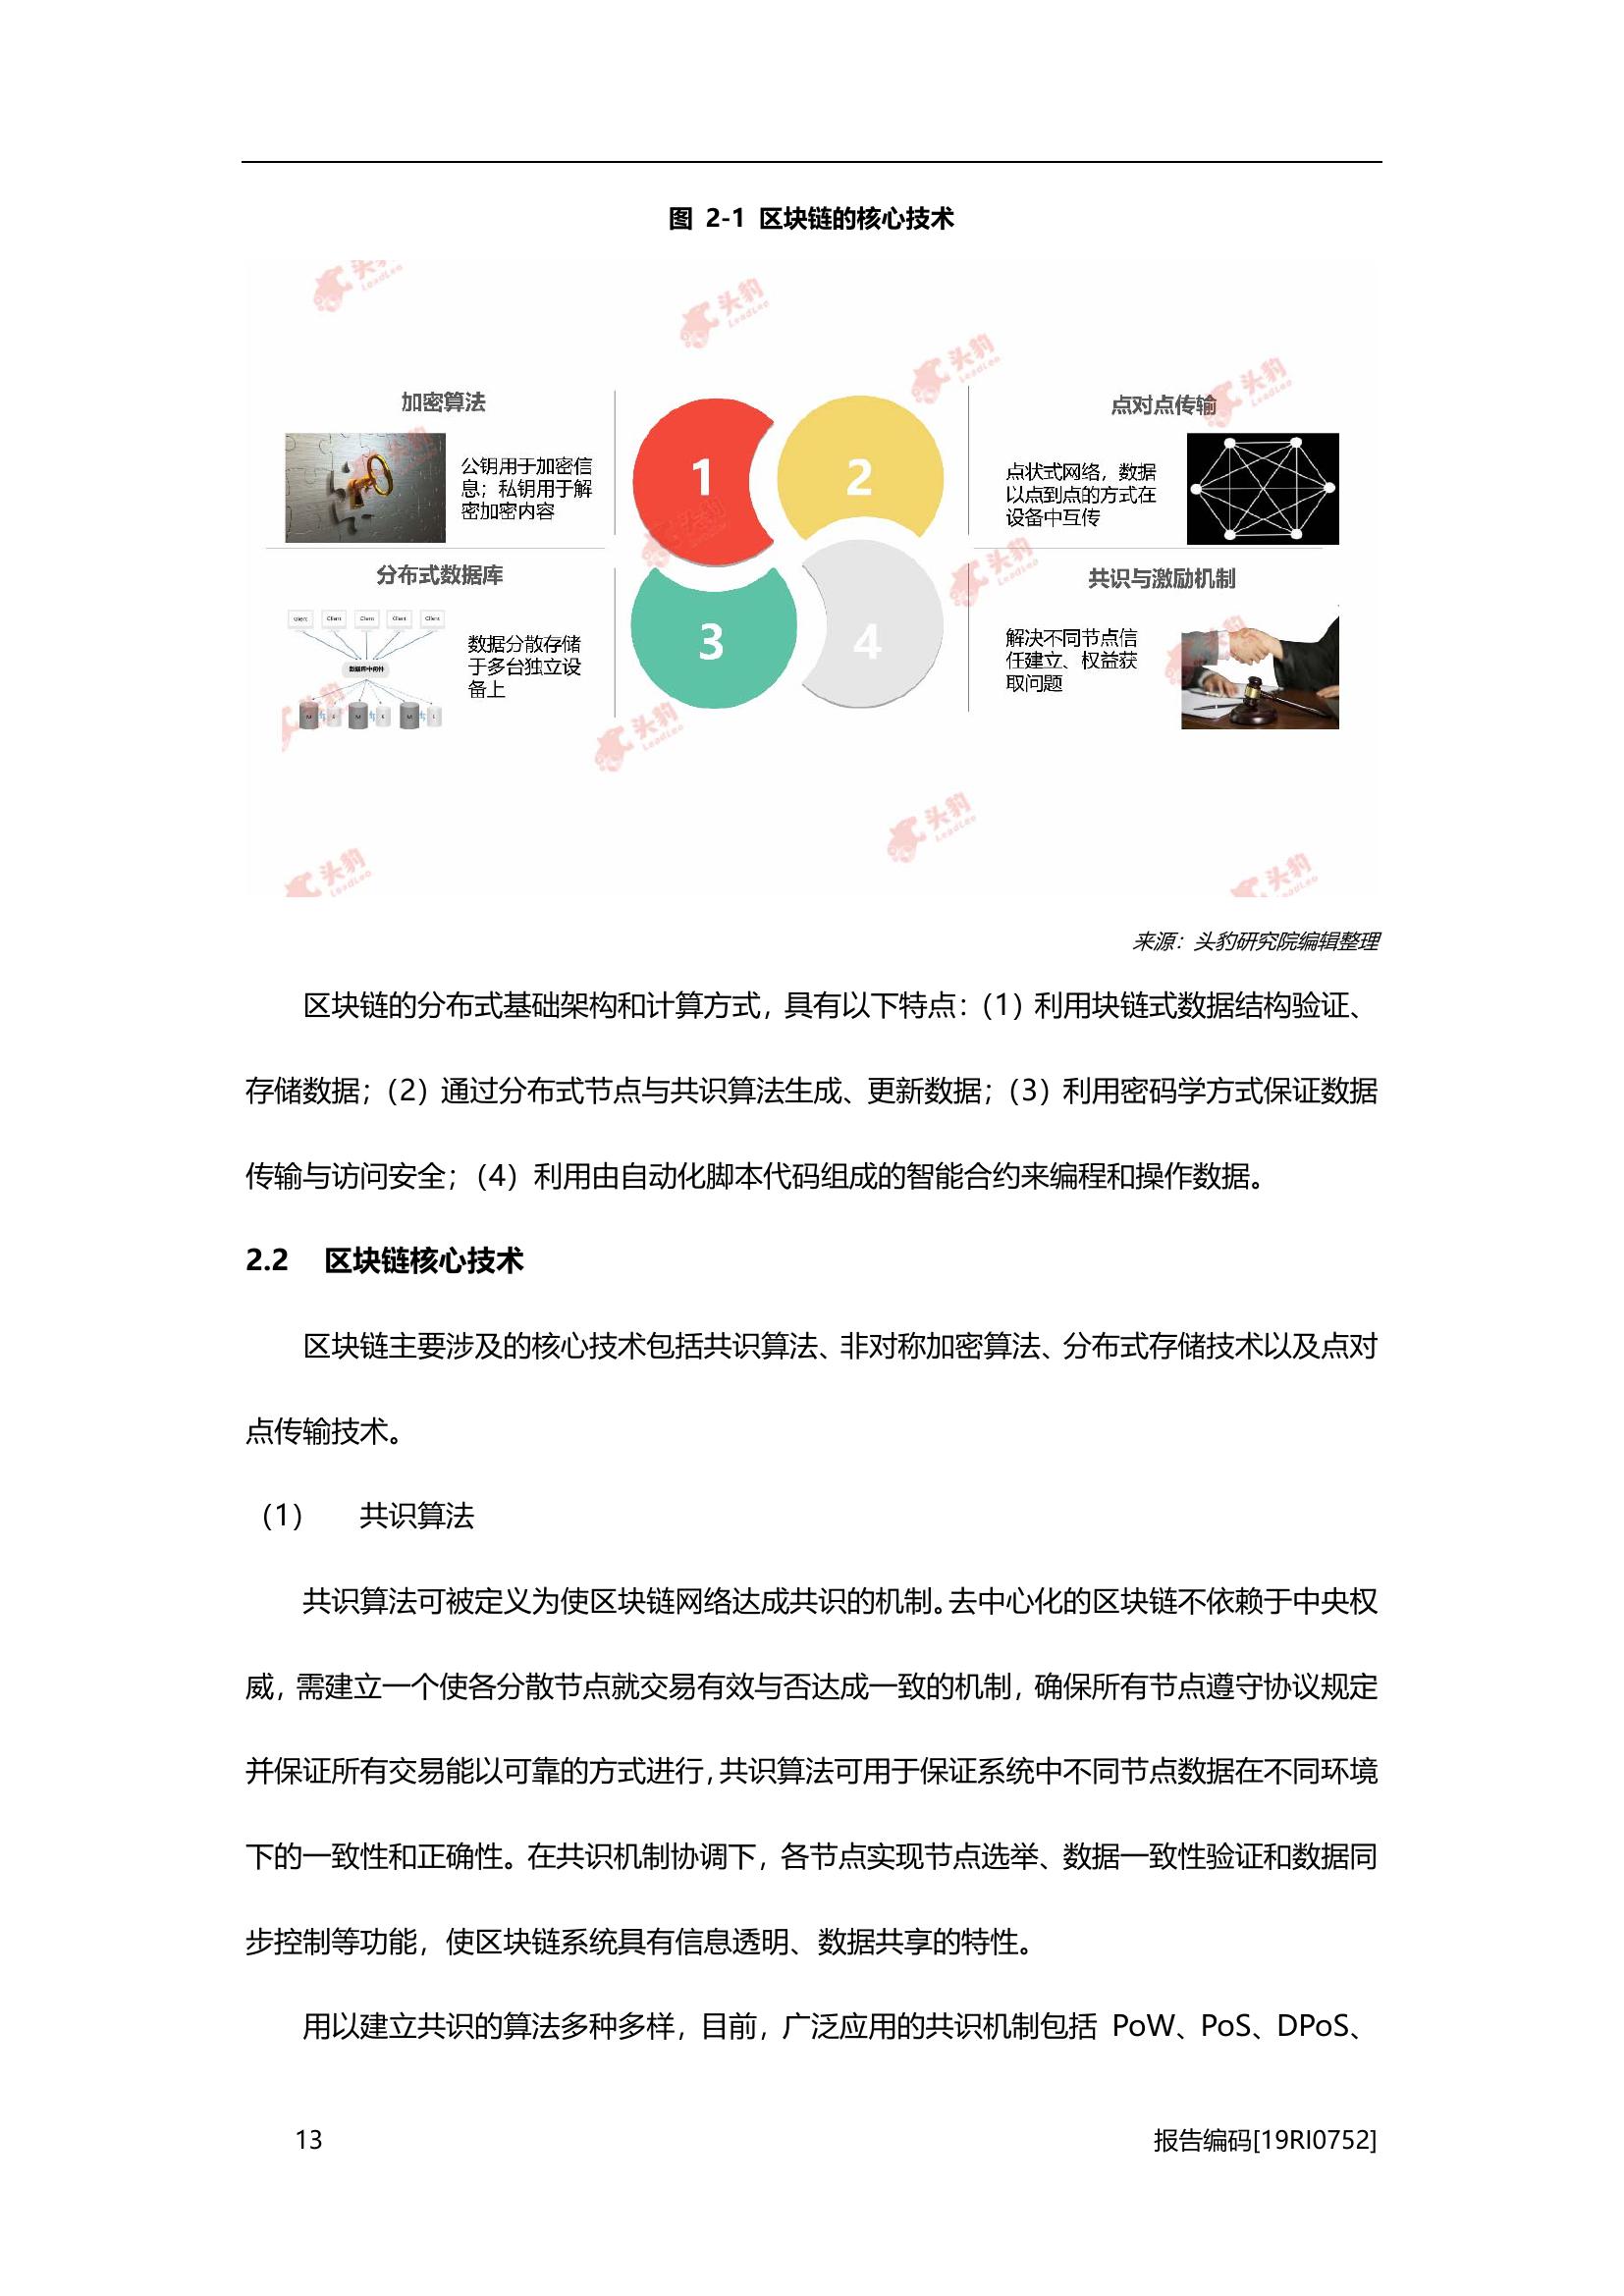 图 2-1 区块链的核心技术
加密算法
公钥用于加密信
息；私钥用于解
密加密内容
1
2
点对点传输
点状式网络，数据
以点到点的方式在
设备中互传
分布式数据库
Client Client Client Client
数据分散存储
于多台独立设
备上
3
4
共识与激励机制
解决不同节点信
任建立、权益获
取问题
头豹
LeadLeo
来源：头豹研究院编辑整理
区块链的分布式基础架构和计算方式，具有以下特点：（1）利用块链式数据结构验证、
存储数据；（2）通过分布式节点与共识算法生成、更新数据；（3）利用密码学方式保证数据
传输与访问安全；（4）利用由自动化脚本代码组成的智能合约来编程和操作数据。
2.2 区块链核心技术
区块链主要涉及的核心技术包括共识算法、非对称加密算法、分布式存储技术以及点对
点传输技术。
（1） 共识算法
共识算法可被定义为使区块链网络达成共识的机制。去中心化的区块链不依赖于中央权
威，需建立一个使各分散节点就交易有效与否达成一致的机制，确保所有节点遵守协议规定
并保证所有交易能以可靠的方式进行，共识算法可用于保证系统中不同节点数据在不同环境
下的一致性和正确性。在共识机制协调下，各节点实现节点选举、数据一致性验证和数据同
步控制等功能，使区块链系统具有信息透明、数据共享的特性。
用以建立共识的算法多种多样，目前，广泛应用的共识机制包括 PoW、PoS、DPoS、
13
报告编码[19RI0752]